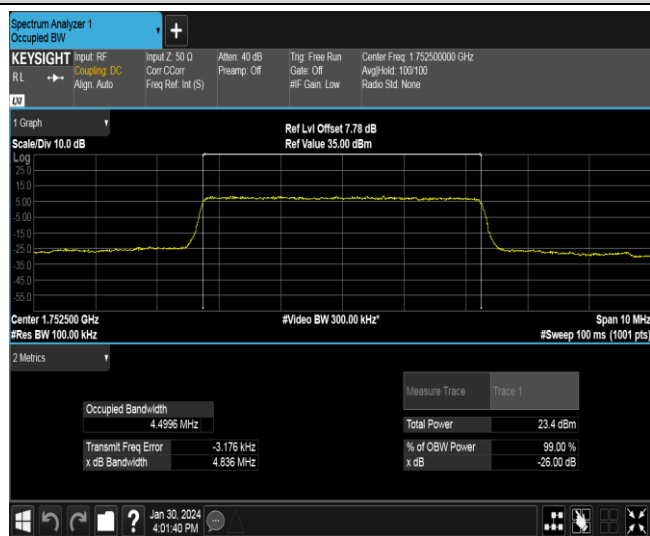 Spectrum Analyzer 1
Occupied BW
KEYSIGHT
R L
LXI
Input: RF
Coupling: DC
Align: Auto
Input Z: 50 Ω
Corr CCorr
Freq Ref: Int (S)
Atten: 40 dB
Preamp: Off
Trig: Free Run
Gate: Off
#IF Gain: Low
Center Freq: 1.752500000 GHz
Avg|Hold: 100/100
Radio Std: None
1 Graph
Scale/Div 10.0 dB
Ref Lvl Offset 7.78 dB
Ref Value 35.00 dBm
Log
25.0
15.0
5.00
-5.00
-15.0
-25.0
-35.0
-45.0
-55.0
Center 1.752500 GHz
#Res BW 100.00 kHz
#Video BW 300.00 kHz*
Span 10 MHz
#Sweep 100 ms (1001 pts)
2 Metrics
Measure Trace Trace 1
Occupied Bandwidth
4.4996 MHz
Total Power 23.4 dBm
Transmit Freq Error -3.176 kHz
% of OBW Power 99.00 %
x dB Bandwidth 4.836 MHz
x dB -26.00 dB
?
Jan 30, 2024
4:01:40 PM